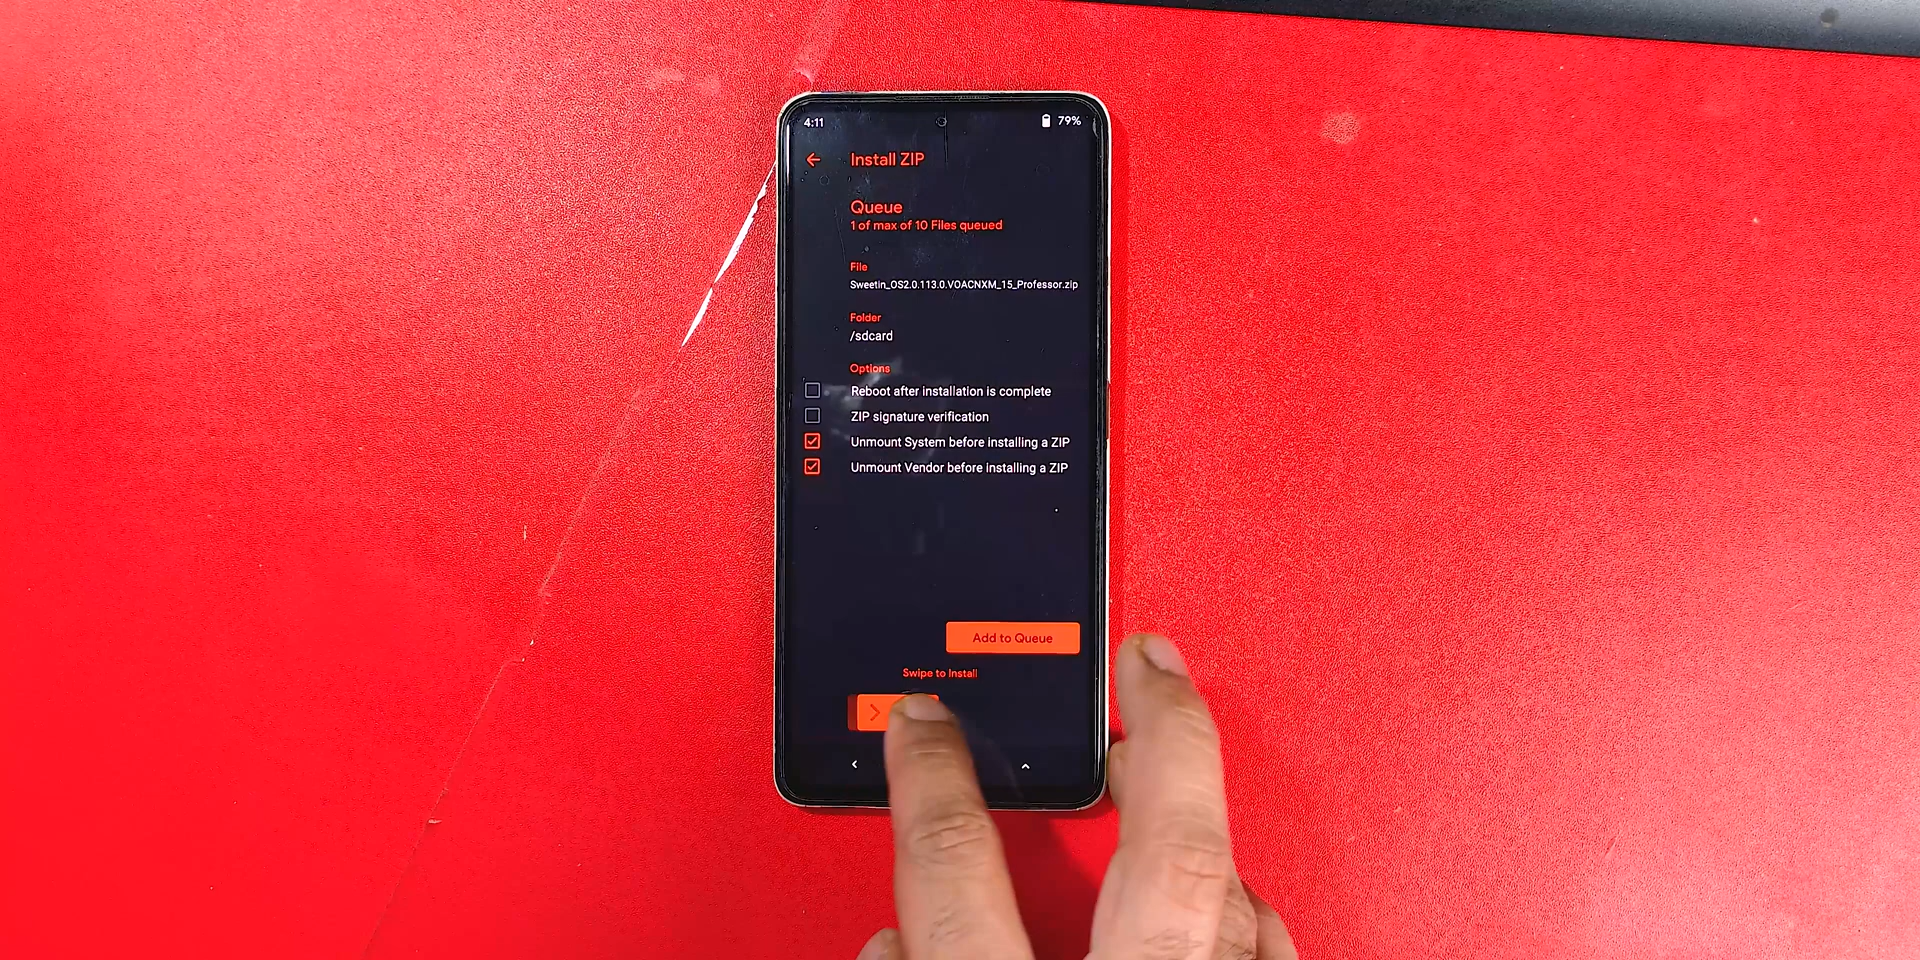 4:11
79%
Install ZIP
Queue
1 of max of 10 Files queued
File
Sweetin_OS2.0.113.0.VOACNXM_15_Professor.zip
Folder
/sdcard
Options
Reboot after installation is complete
ZIP signature verification
Unmount System before installing a ZIP
Unmount Vendor before installing a ZIP
Add to Queue
Swipe to Install